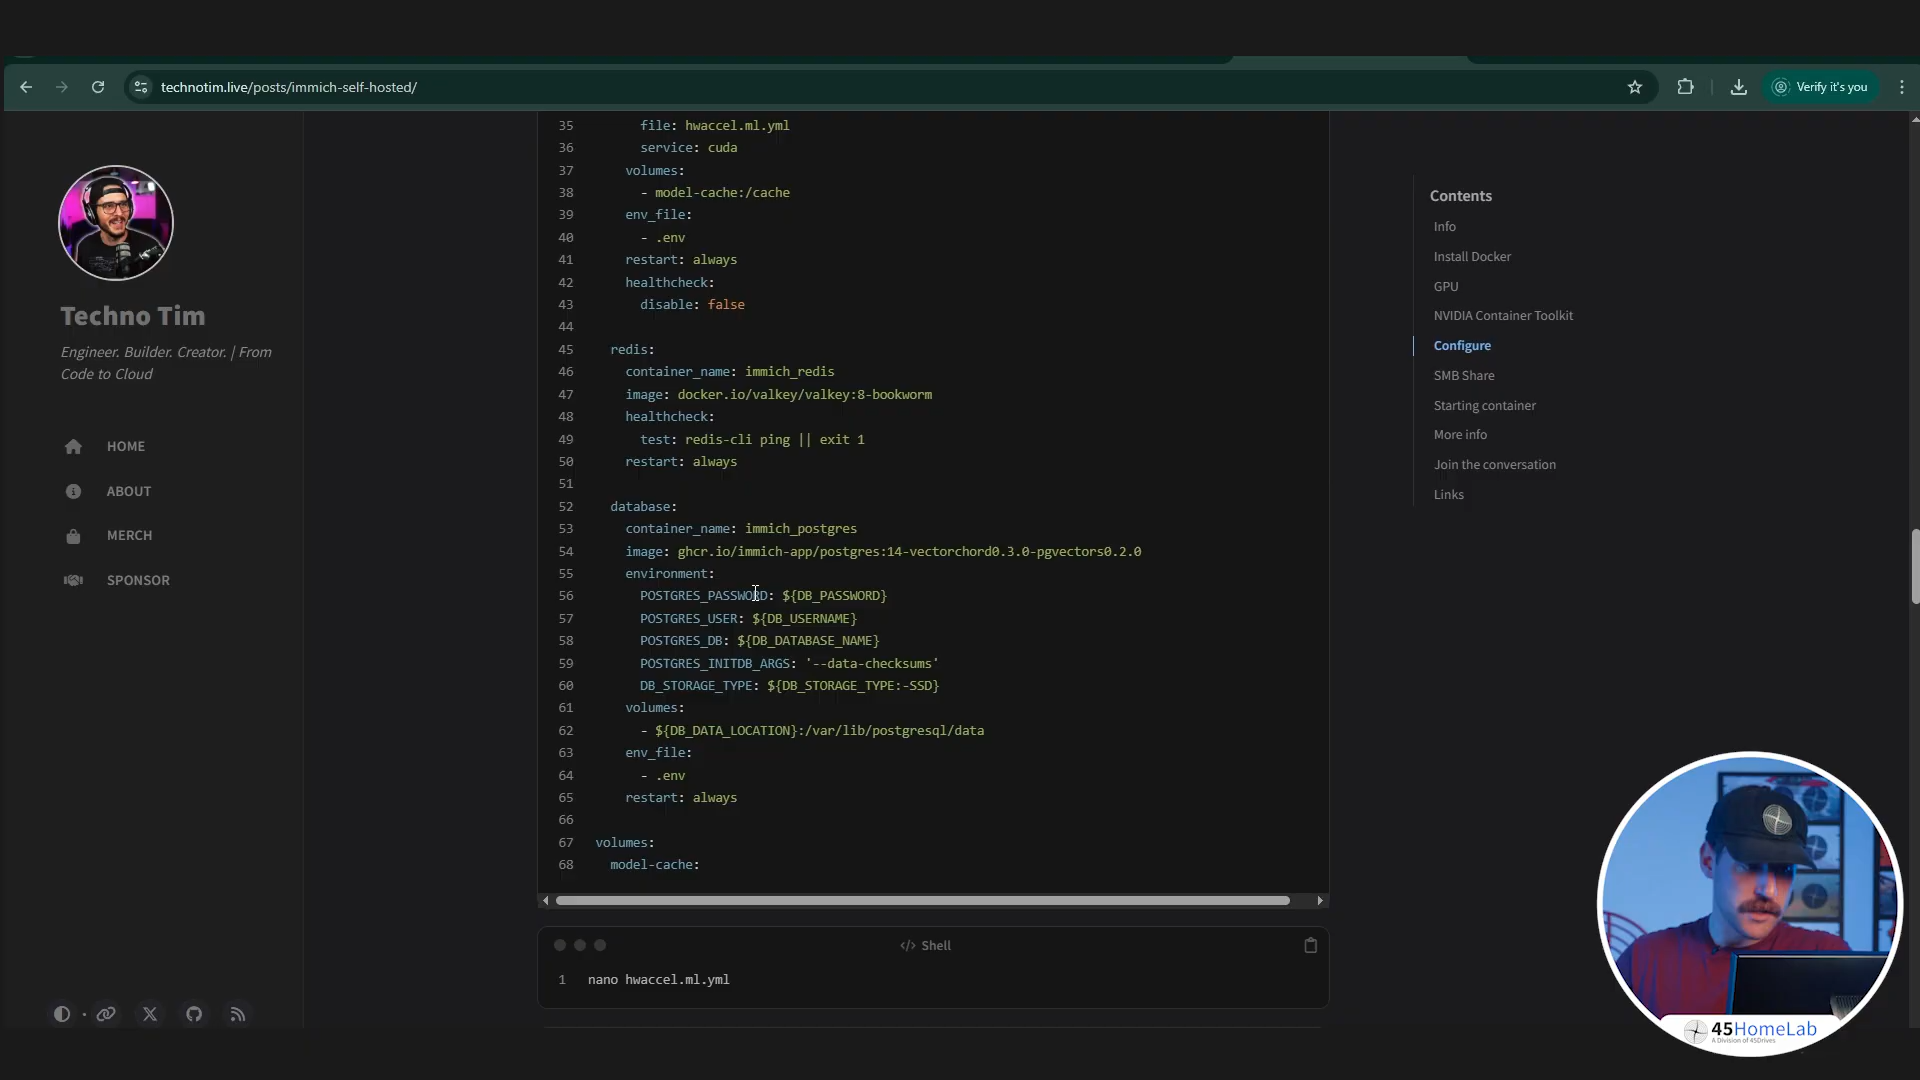 technotim.live/posts/immich-self-hosted/
Verify it's you
Techno Tim
Engineer. Builder. Creator. | From
Code to Cloud
HOME
ABOUT
MERCH
SPONSOR
35 file: hwaccel.ml.yml
36 service: cuda
37 volumes:
38 - model-cache:/cache
39 env_file:
40 - .env
41 restart: always
42 healthcheck:
43 disable: false
44
45 redis:
46 container_name: immich_redis
47 image: docker.io/valkey/valkey:8-bookworm
48 healthcheck:
49 test: redis-cli ping || exit 1
50 restart: always
51
52 database:
53 container_name: immich_postgres
54 image: ghcr.io/immich-app/postgres:14-vectorchord0.3.0-pgvectors0.2.0
55 environment:
56 POSTGRES_PASSWORD: ${DB_PASSWORD}
57 POSTGRES_USER: ${DB_USERNAME}
58 POSTGRES_DB: ${DB_DATABASE_NAME}
59 POSTGRES_INITDB_ARGS: '--data-checksums'
60 DB_STORAGE_TYPE: ${DB_STORAGE_TYPE:-SSD}
61 volumes:
62 - ${DB_DATA_LOCATION}:/var/lib/postgresql/data
63 env_file:
64 - .env
65 restart: always
66
67 volumes:
68 model-cache:
</> Shell
1 nano hwaccel.ml.yml
Contents
Info
Install Docker
GPU
NVIDIA Container Toolkit
Configure
SMB Share
Starting container
More info
Join the conversation
Links
45HomeLab
A Division of 45Drives